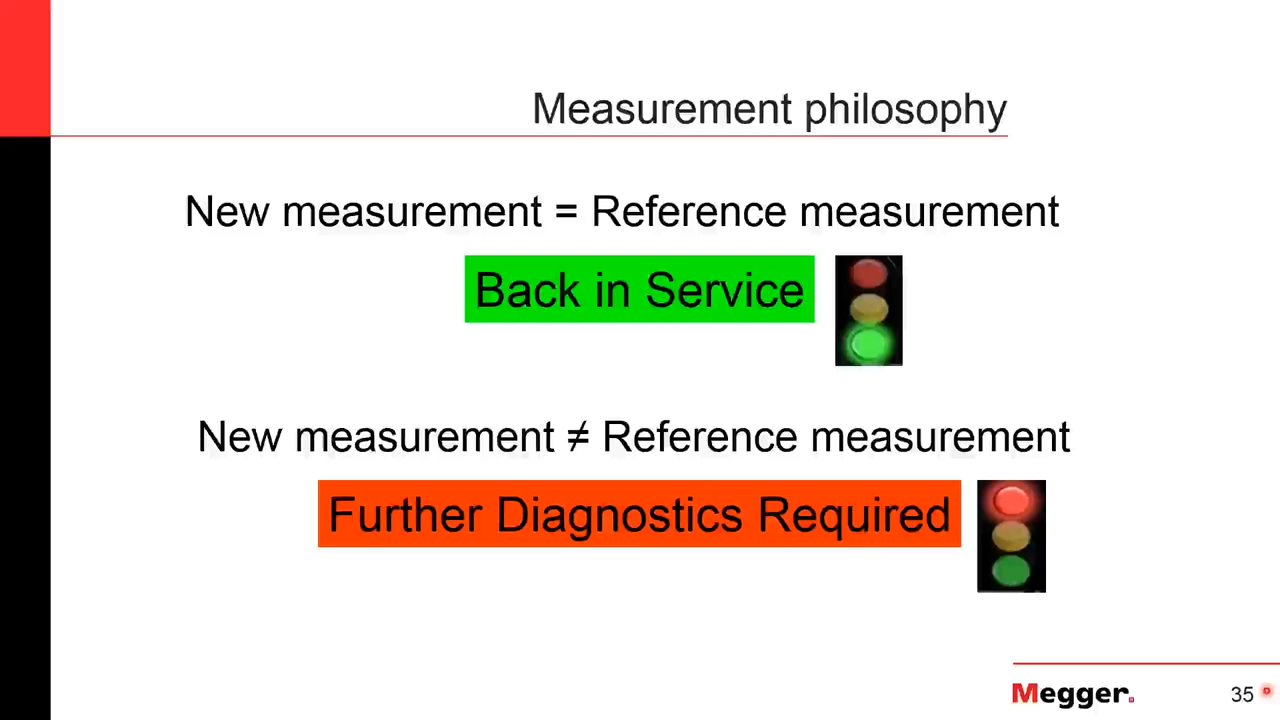 Measurement philosophy
New measurement = Reference measurement
Back in Service
New measurement ≠ Reference measurement
Further Diagnostics Required
Megger.
35